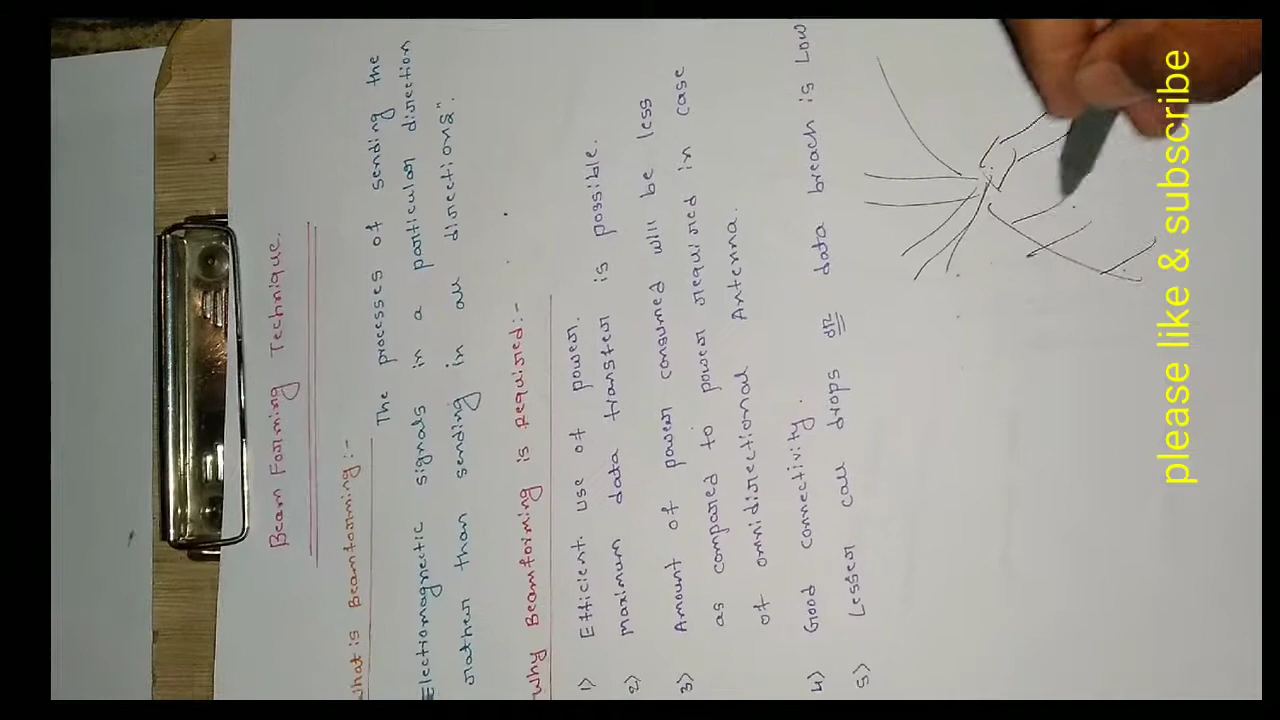 Beam Forming Technique.
What is Beamforming:-
The processes of sending the
Electromagnetic signals in a particular direction
rather than sending in all directions".
Why Beamforming is Required:-
1) Efficient use of power.
2) maximum data transfer is possible.
3) Amount of power consumed will be less
as compared to power required in case
of omnidirectional Antenna.
4) Good connectivity.
5) Lesser call drops or data breach is Low
please like & subscribe